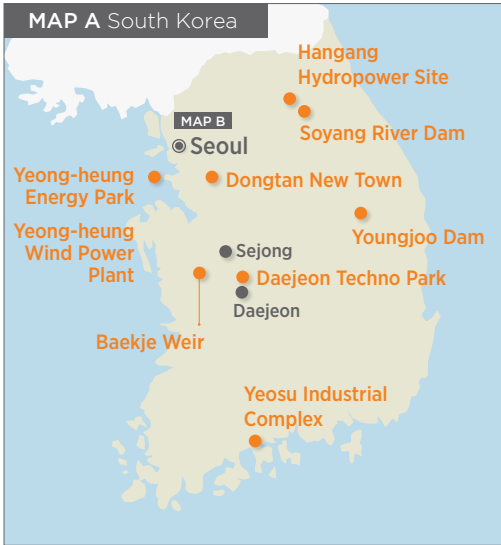 MAP A South Korea
Hangang
Hydropower Site
Soyang River Dam
MAP B
Seoul
Yeong-heung
Energy Park
Dongtan New Town
Yeong-heung
Wind Power
Plant
Youngjoo Dam
Sejong
Daejeon Techno Park
Daejeon
Baekje Weir
Yeosu Industrial
Complex